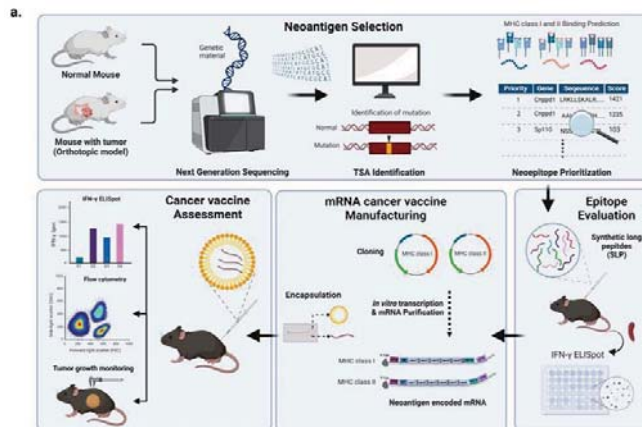 a.
Neoantigen Selection
Normal Mouse
Mouse with tumor
(Orthotopic model)
Genetic
material
Next Generation Sequencing
Identification of mutation
Normal
Mutation
TSA Identification
MHC class I and II Binding Prediction
Priority Gene Seqeuence Score
1 Cnppd1 LRKLLSKALR.... 1421
2 Cnppd1 1235
3 Sy110 103
Neoepitope Prioritization
Cancer vaccine
Assessment
IFN-γ ELISpot
Flow cytometry
Tumor growth monitoring
mRNA cancer vaccine
Manufacturing
Cloning
MHC class I
MHC class II
Encapsulation
In vitro transcription
& mRNA Purification
MHC class I
MHC class II
Neoantigen encoded mRNA
Epitope
Evaluation
Synthetic long
peptides
(SLP)
IFN-γ ELISpot